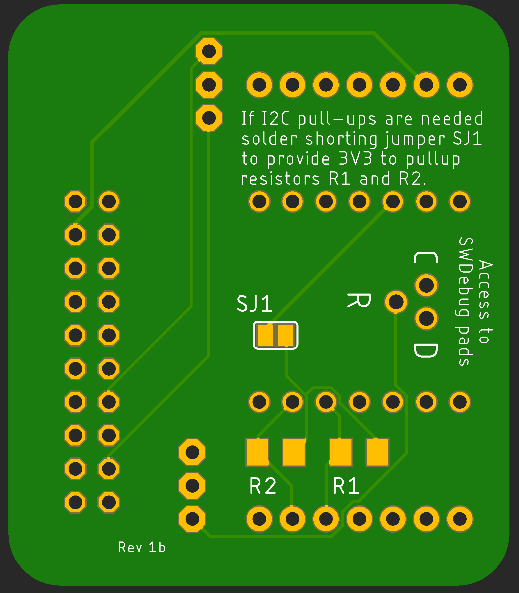 If I2C pull-ups are needed
solder shorting jumper SJ1
to provide 3V3 to pullup
resistors R1 and R2.
SJ1
R
C
D
Access to
SWDebug pads
R2
R1
Rev 1b